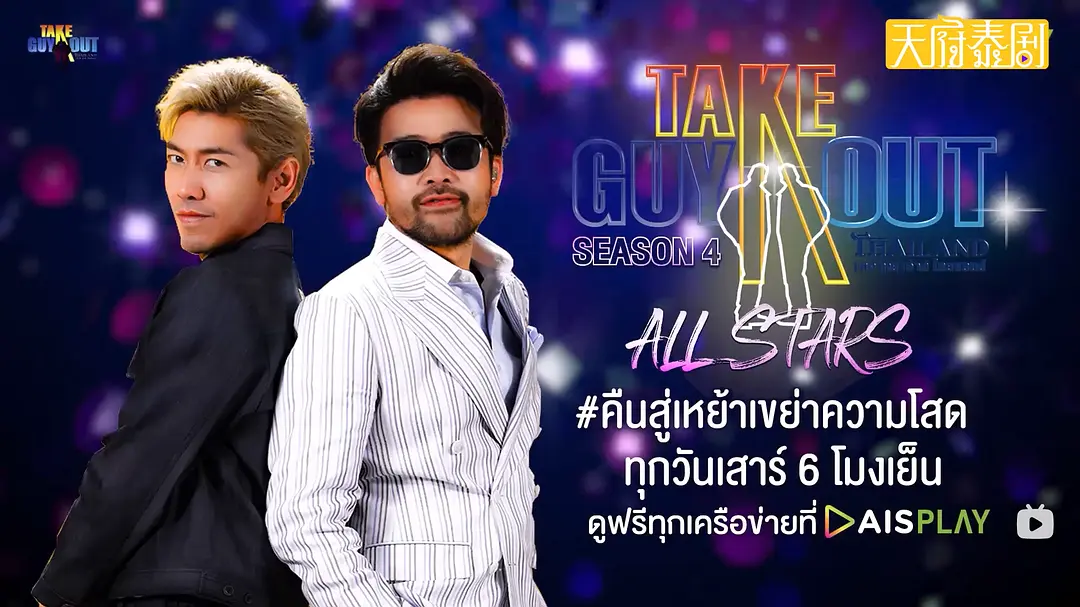 TAKE
GUY OUT
天府泰剧
TAKE
GUY OUT
SEASON 4
THAILAND
ALL STARS
#คืนสู่เหย้าเขย่าความโสด
ทุกวันเสาร์ 6 โมงเย็น
ดูฟรีทุกเครือข่ายที่ AISPLAY